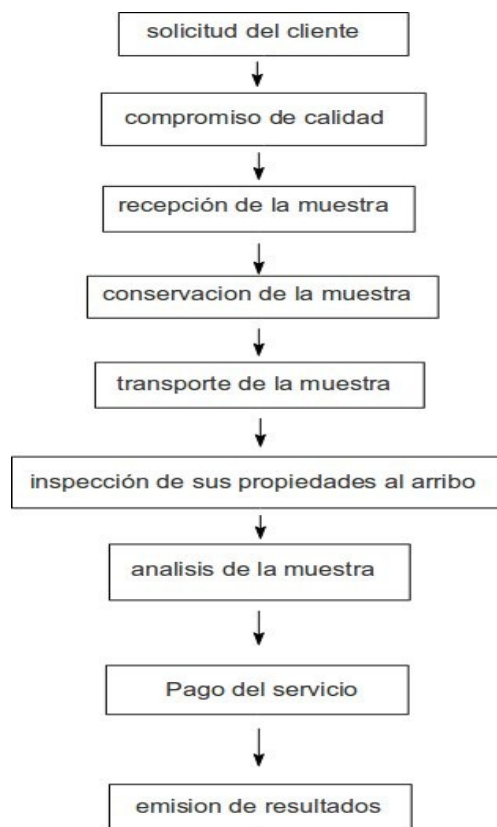 solicitud del cliente
compromiso de calidad
recepción de la muestra
conservacion de la muestra
transporte de la muestra
inspección de sus propiedades al arribo
analisis de la muestra
Pago del servicio
emision de resultados